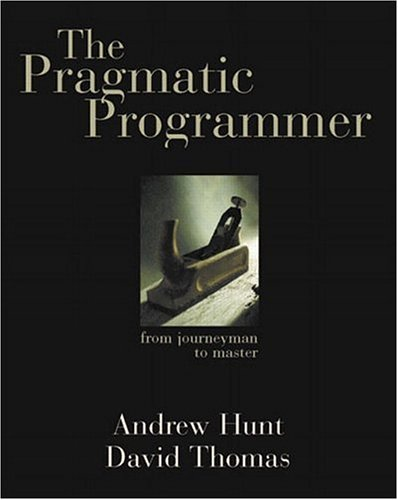 The
Pragmatic
Programmer
from journeyman
to master
Andrew Hunt
David Thomas